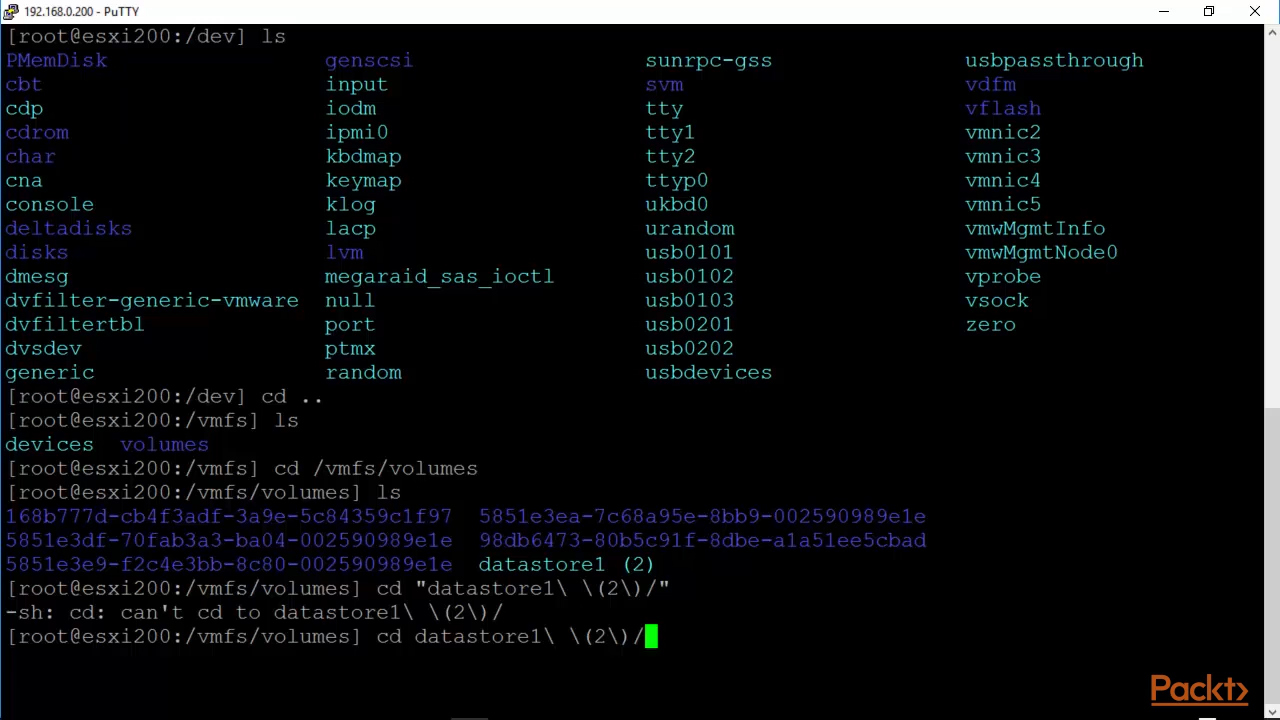 192.168.0.200 - PuTTY
[root@esxi200:/dev] ls
PMemDisk genscsi sunrpc-gss usbpassthrough
cbt input svm vdfm
cdp iodm tty vflash
cdrom ipmi0 tty1 vmnic2
char kbdmap tty2 vmnic3
cna keymap ttyp0 vmnic4
console klog ukbd0 vmnic5
deltadisks lacp urandom vmwMgmtInfo
disks lvm usb0101 vmwMgmtNode0
dmesg megaraid_sas_ioctl usb0102 vprobe
dvfilter-generic-vmware null usb0103 vsock
dvfiltertbl port usb0201 zero
dvsdev ptmx usb0202
generic random usbdevices
[root@esxi200:/dev] cd ..
[root@esxi200:/vmfs] ls
devices volumes
[root@esxi200:/vmfs] cd /vmfs/volumes
[root@esxi200:/vmfs/volumes] ls
168b777d-cb4f3adf-3a9e-5c84359c1f97 5851e3ea-7c68a95e-8bb9-002590989e1e
5851e3df-70fab3a3-ba04-002590989e1e 98db6473-80b5c91f-8dbe-a1a51ee5cbad
5851e3e9-f2c4e3bb-8c80-002590989e1e datastore1 (2)
[root@esxi200:/vmfs/volumes] cd "datastore1\ \(2\)/"
-sh: cd: can't cd to datastore1\ \(2\)/
[root@esxi200:/vmfs/volumes] cd datastore1\ \(2\)/
Packt>